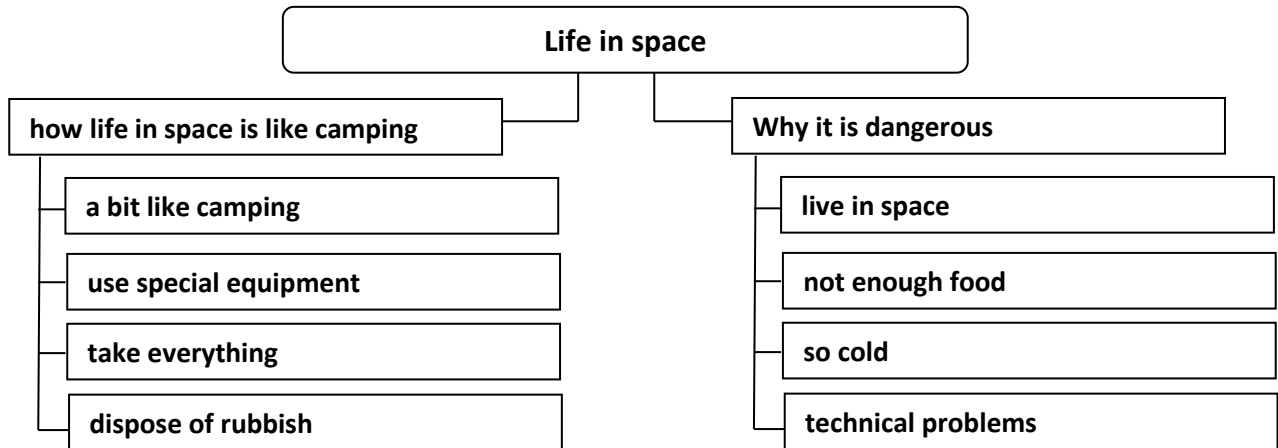 Life in space
how life in space is like camping
a bit like camping
use special equipment
take everything
dispose of rubbish
Why it is dangerous
live in space
not enough food
so cold
technical problems